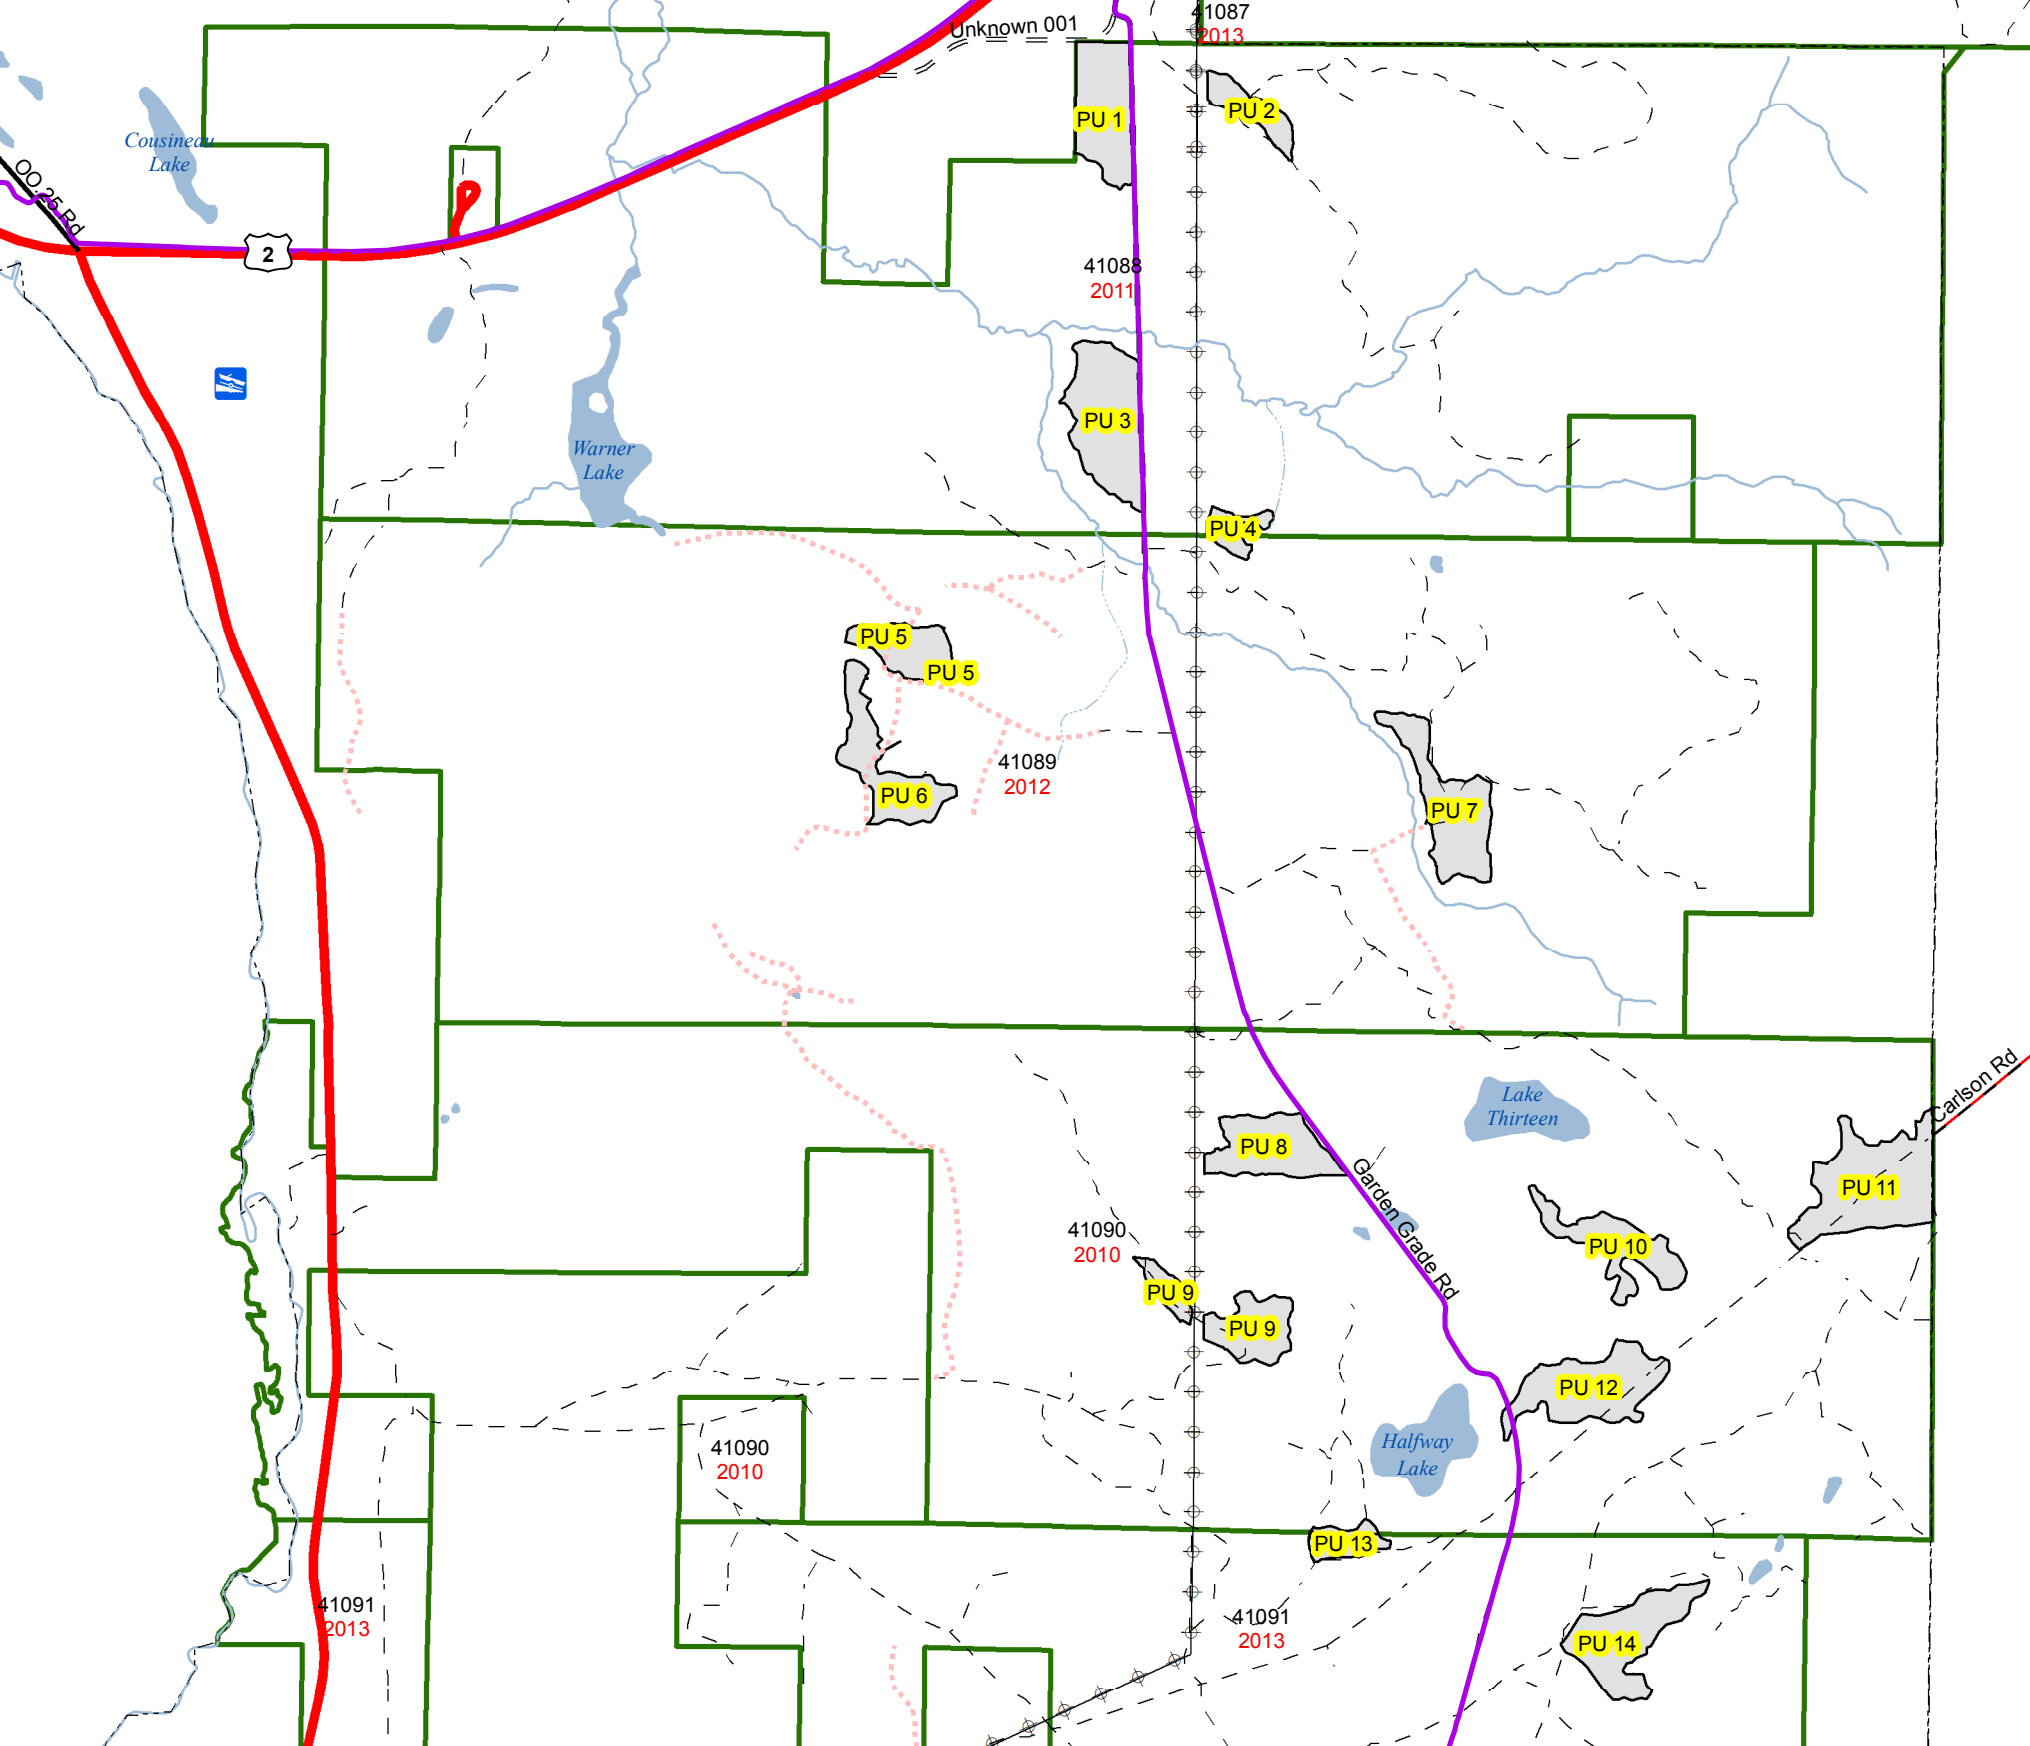 41087
2013
Unknown 001
PU 1
PU 2
Cousineau
Lake
OO.25 Rd
2
41088
2011
PU 3
Warner
Lake
PU 4
PU 5
PU 5
41089
2012
PU 6
PU 7
Carlson Rd
Lake
Thirteen
PU 8
PU 11
Garden Grade Rd
41090
2010
PU 10
PU 9
PU 9
PU 12
41090
2010
Halfway
Lake
PU 13
41091
2013
41091
2013
PU 14